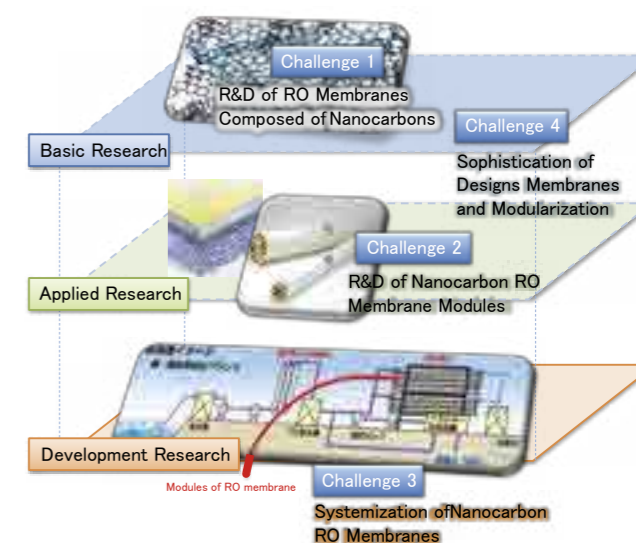 Challenge 1
R&D of RO Membranes
Composed of Nanocarbons
Challenge 4
Basic Research
Sophistication of
Designs Membranes
and Modularization
Challenge 2
R&D of Nanocarbon RO
Membrane Modules
Applied Research
Development Research
Modules of RO membrane
Challenge 3
Systemization ofNanocarbon
RO Membranes